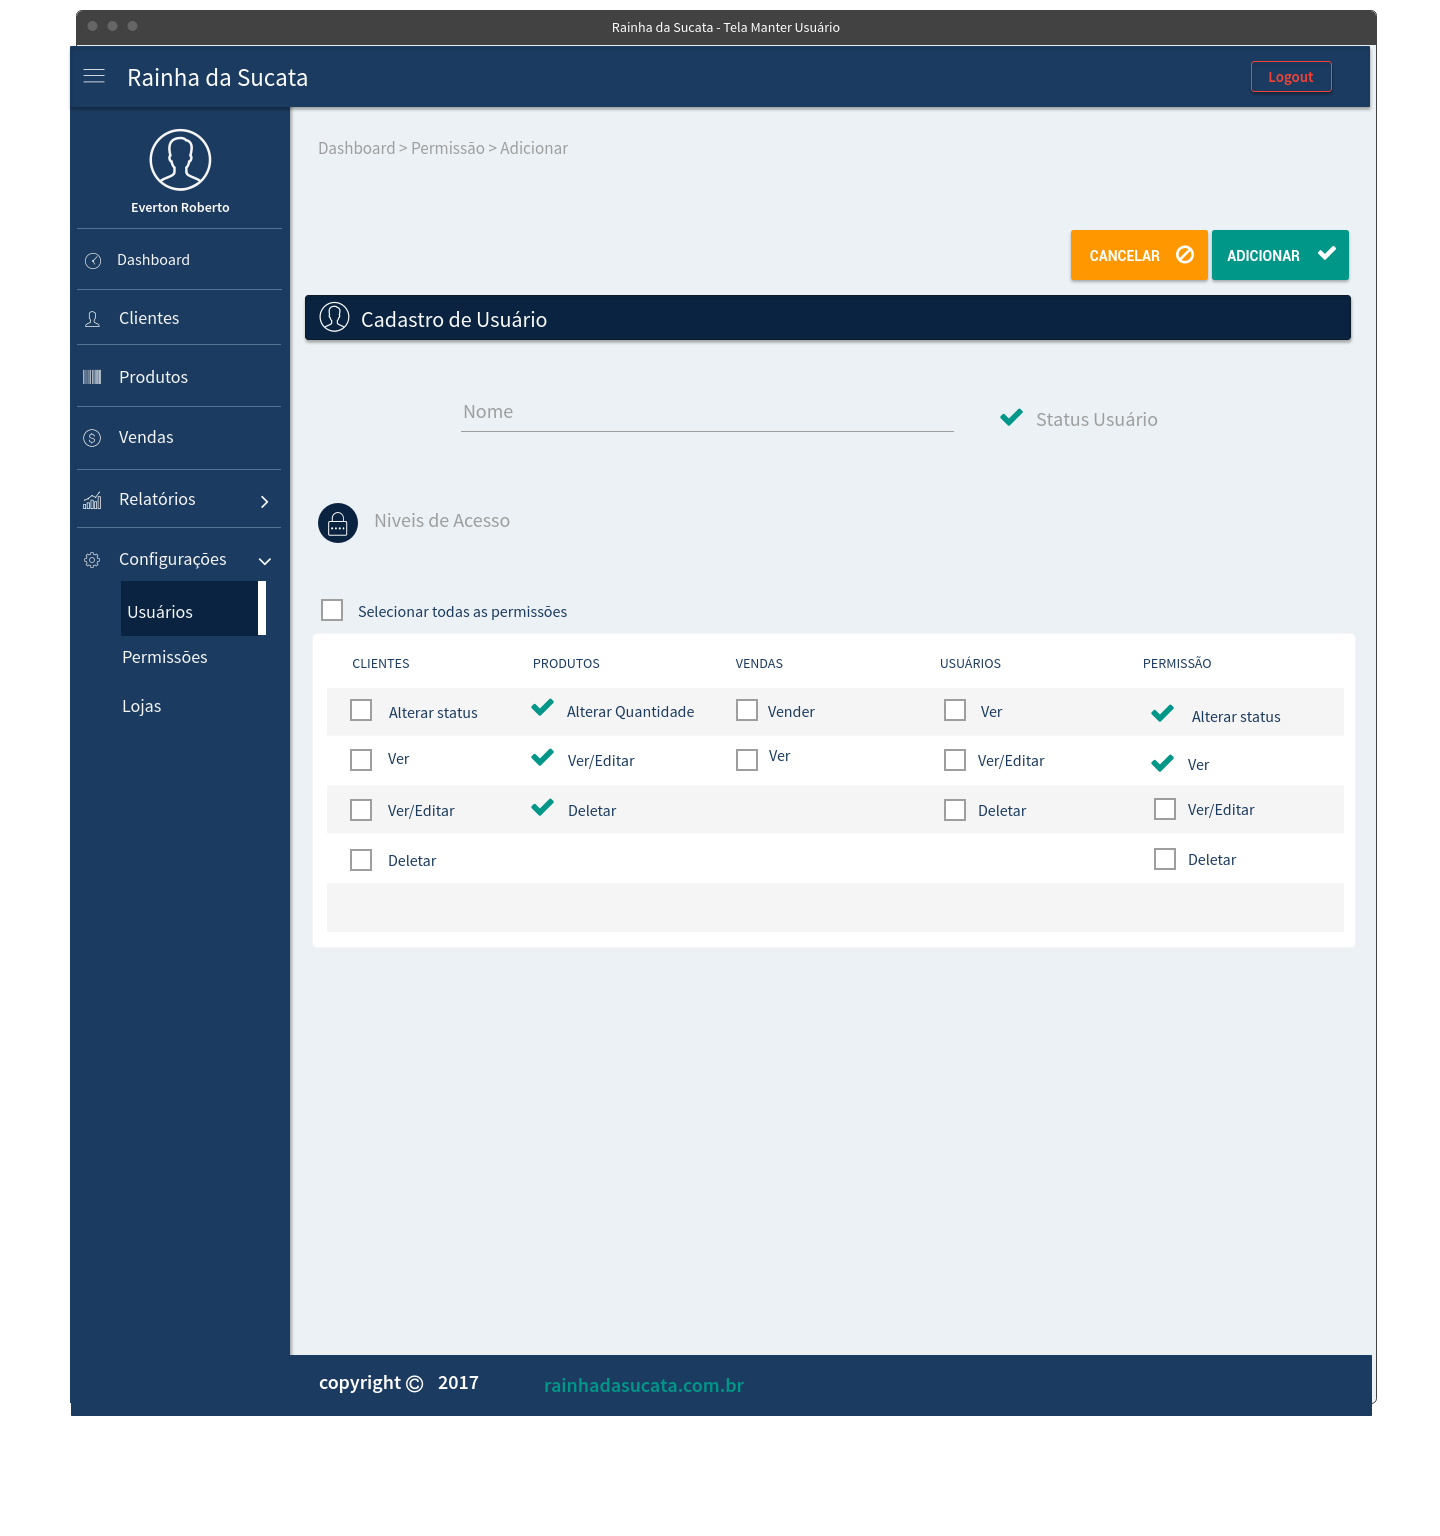 Rainha da Sucata - Tela Manter Usuário
Rainha da Sucata
Logout
Everton Roberto
Dashboard
Clientes
Produtos
Vendas
Relatórios
Configurações
Usuários
Permissões
Lojas
Dashboard > Permissão > Adicionar
CANCELAR
ADICIONAR
Cadastro de Usuário
Nome
Status Usuário
Niveis de Acesso
Selecionar todas as permissões
CLIENTES PRODUTOS VENDAS USUÁRIOS PERMISSÃO
Alterar status Alterar Quantidade Vender Ver Alterar status
Ver Ver/Editar Ver Ver/Editar Ver
Ver/Editar Deletar Deletar Ver/Editar
Deletar Deletar
copyright © 2017 rainhadasucata.com.br